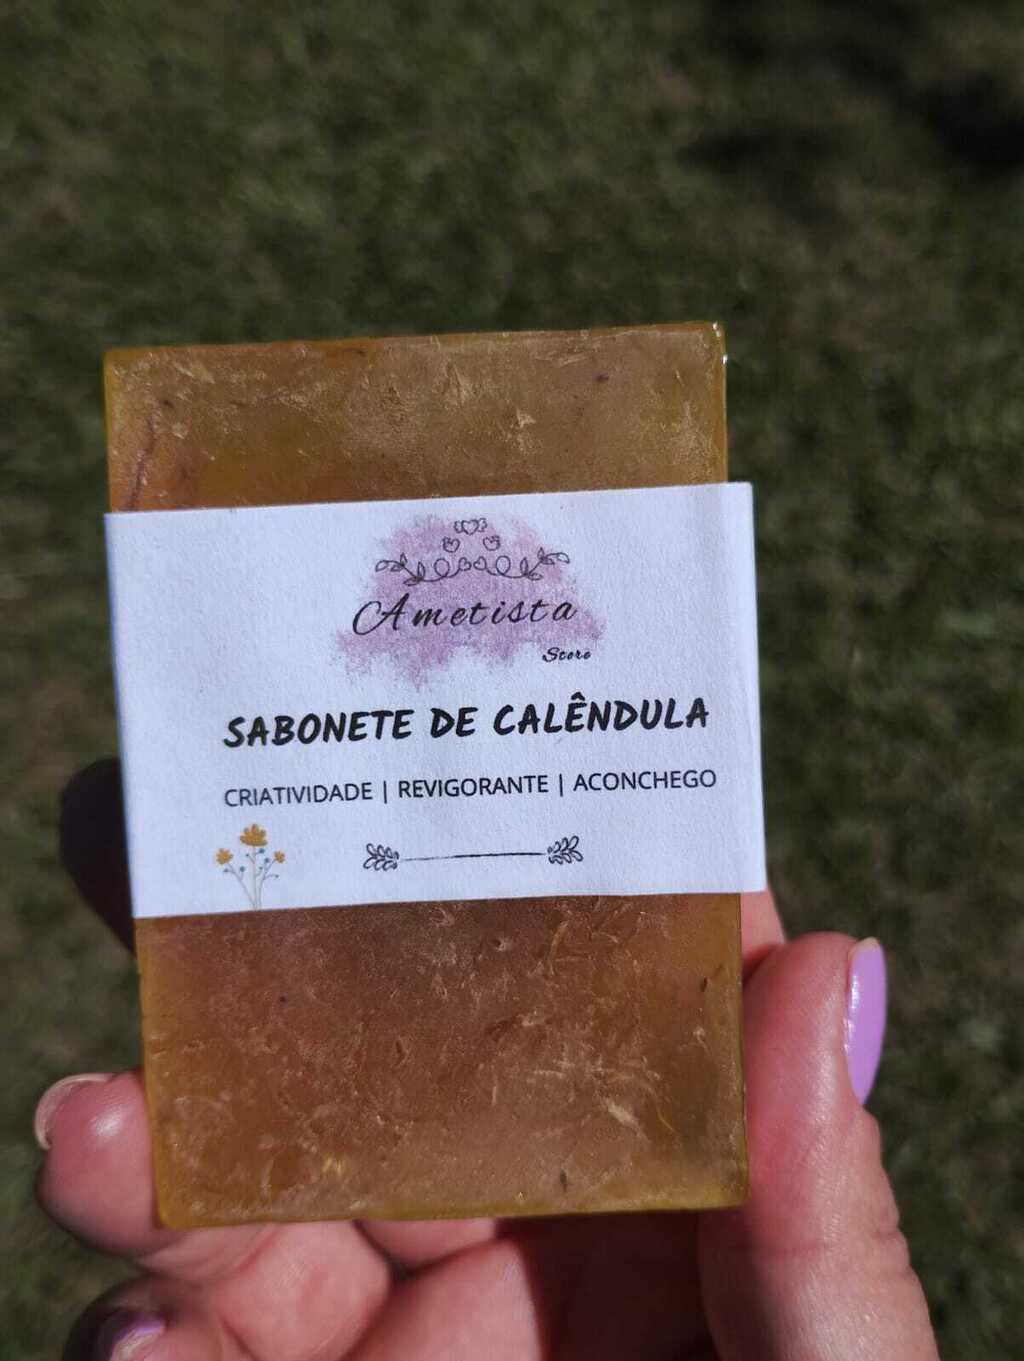 Ametista
Store
SABONETE DE CALÊNDULA
CRIATIVIDADE | REVIGORANTE | ACONCHEGO